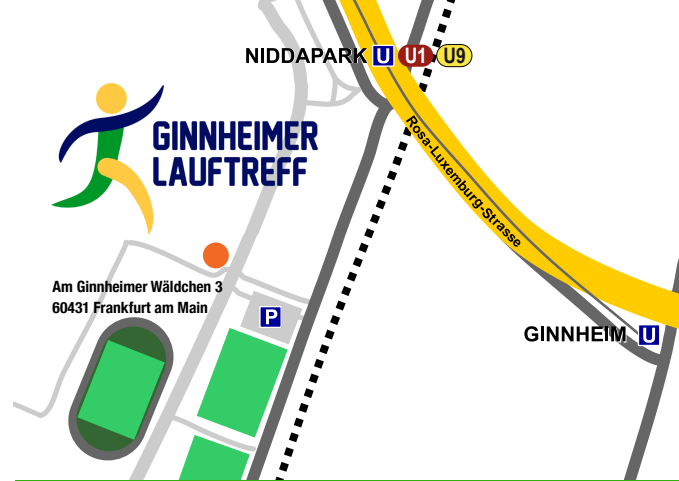 NIDDAPARK U U1 U9
GINNHEIMER
LAUFTREFF
Rosa-Luxemburg-Strasse
Am Ginnheimer Wäldchen 3
60431 Frankfurt am Main
P
GINNHEIM U